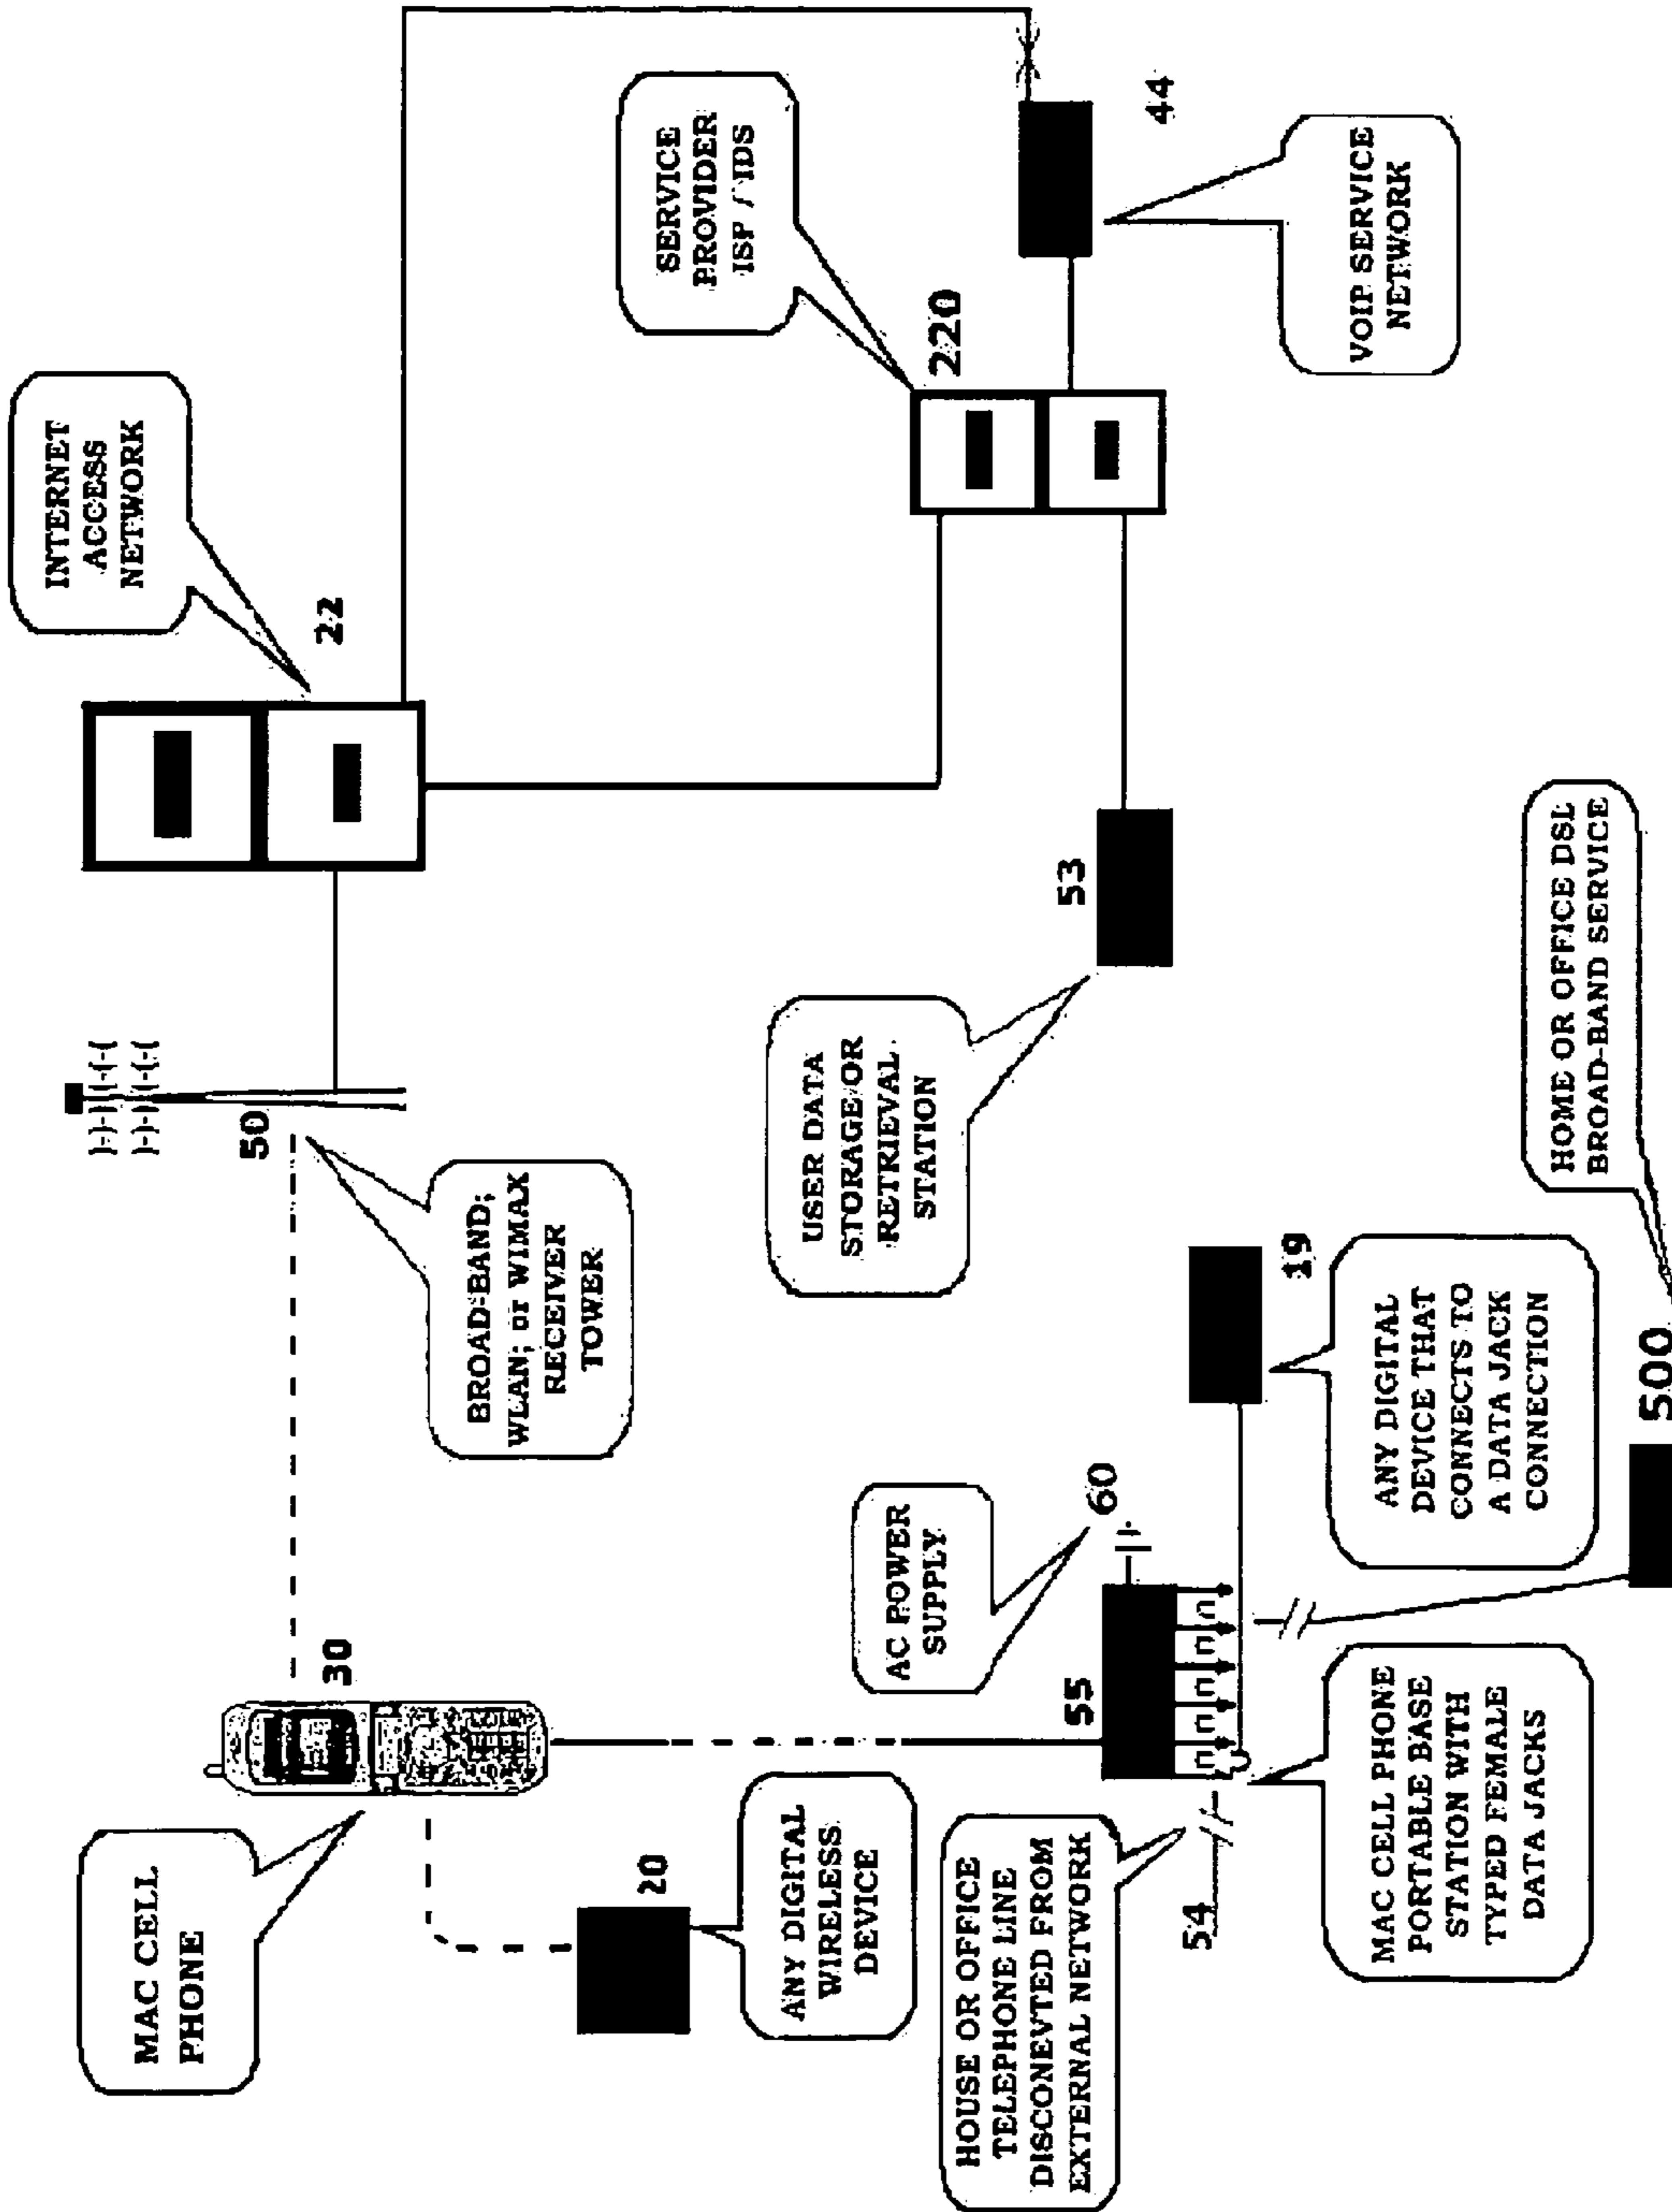 MAC CELL
PHONE
30
20
ANY DIGITAL
WIRELESS
DEVICE
50
BROAD-BAND;
WLAN; or WIMAX
RECEIVER
TOWER
INTERNET
ACCESS
NETWORK
22
SERVICE
PROVIDER
ISP / IDS
220
44
VOIP SERVICE
NETWORK
USER DATA
STORAGE/OR
RETRIEVAL
STATION
53
AC POWER
SUPPLY
60
55
HOUSE OR OFFICE
TELEPHONE LINE
DISCONEVTED FROM
EXTERNAL NETWORK
54
MAC CELL PHONE
PORTABLE BASE
STATION WITH
TYPED FEMALE
DATA JACKS
19
ANY DIGITAL
DEVICE THAT
CONNECTS TO
A DATA JACK
CONNECTION
HOME OR OFFICE DSL
BROAD-BAND SERVICE
500